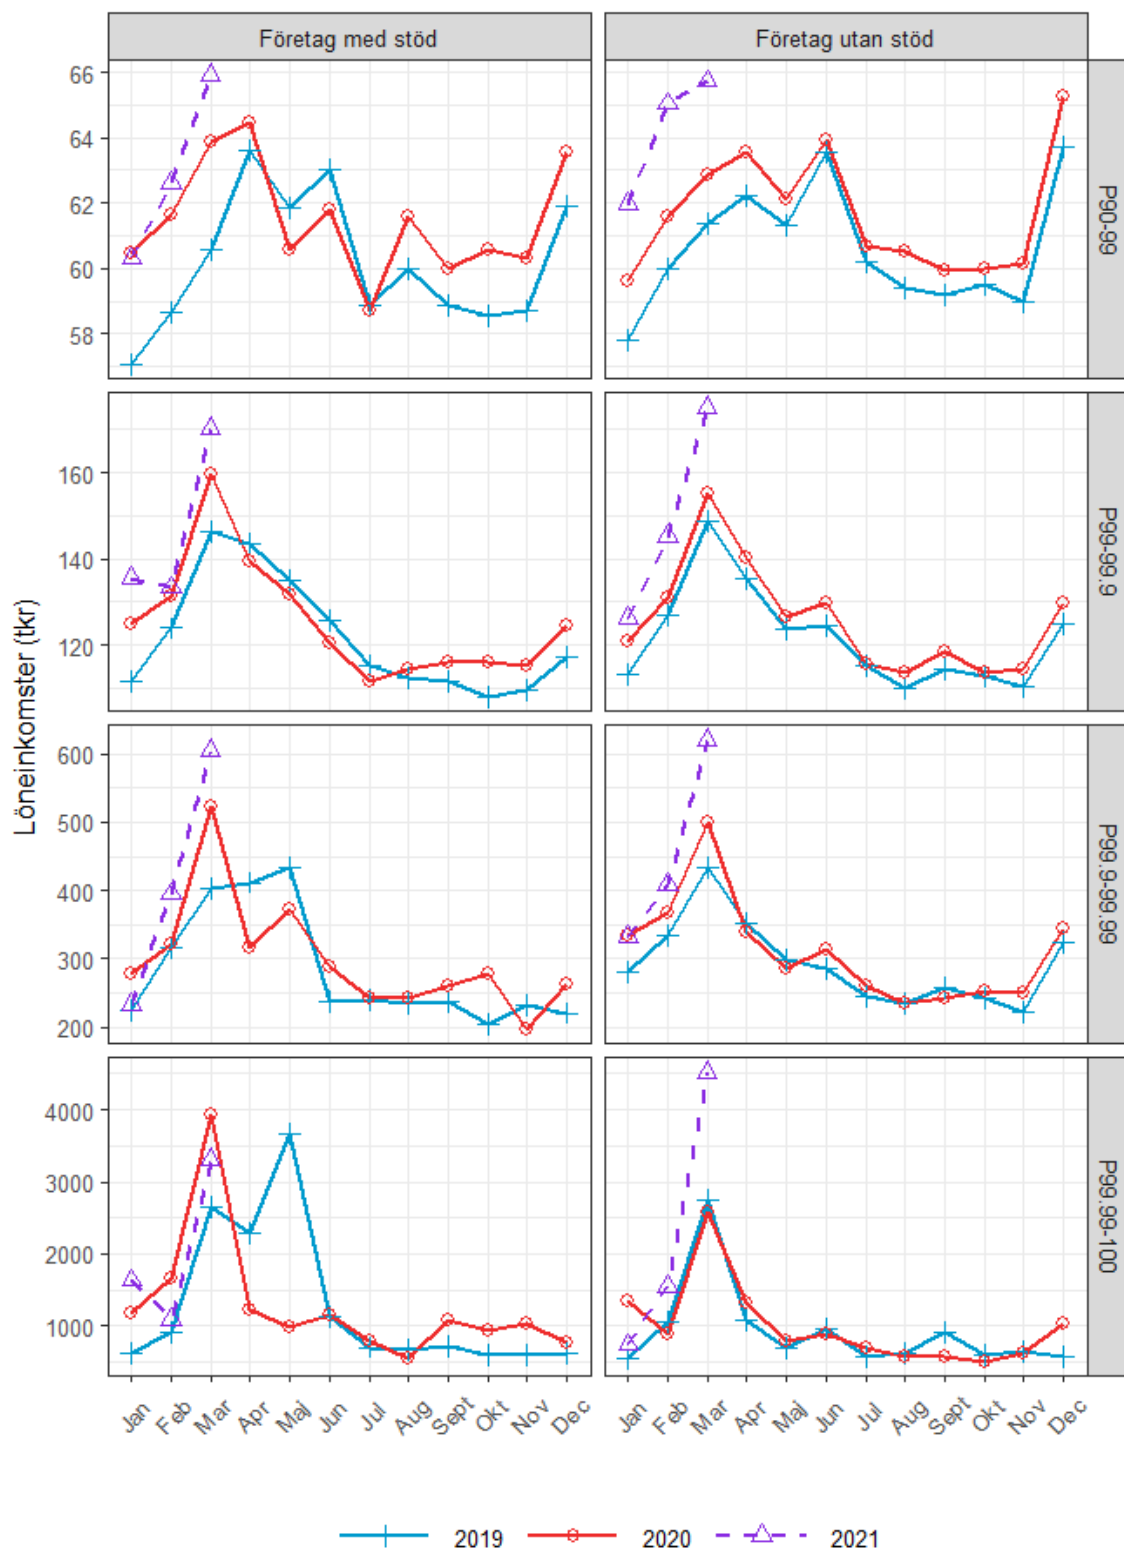 Företag med stöd
Företag utan stöd
66
64
62
60
58
P90-99
160
140
120
P99-99.9
Löneinkomster (tkr)
600
500
400
300
200
P99.9-99.99
4000
3000
2000
1000
P99.99-100
Jan Feb Mar Apr Maj Jun Jul Aug Sept Okt Nov Dec
Jan Feb Mar Apr Maj Jun Jul Aug Sept Okt Nov Dec
2019 2020 2021